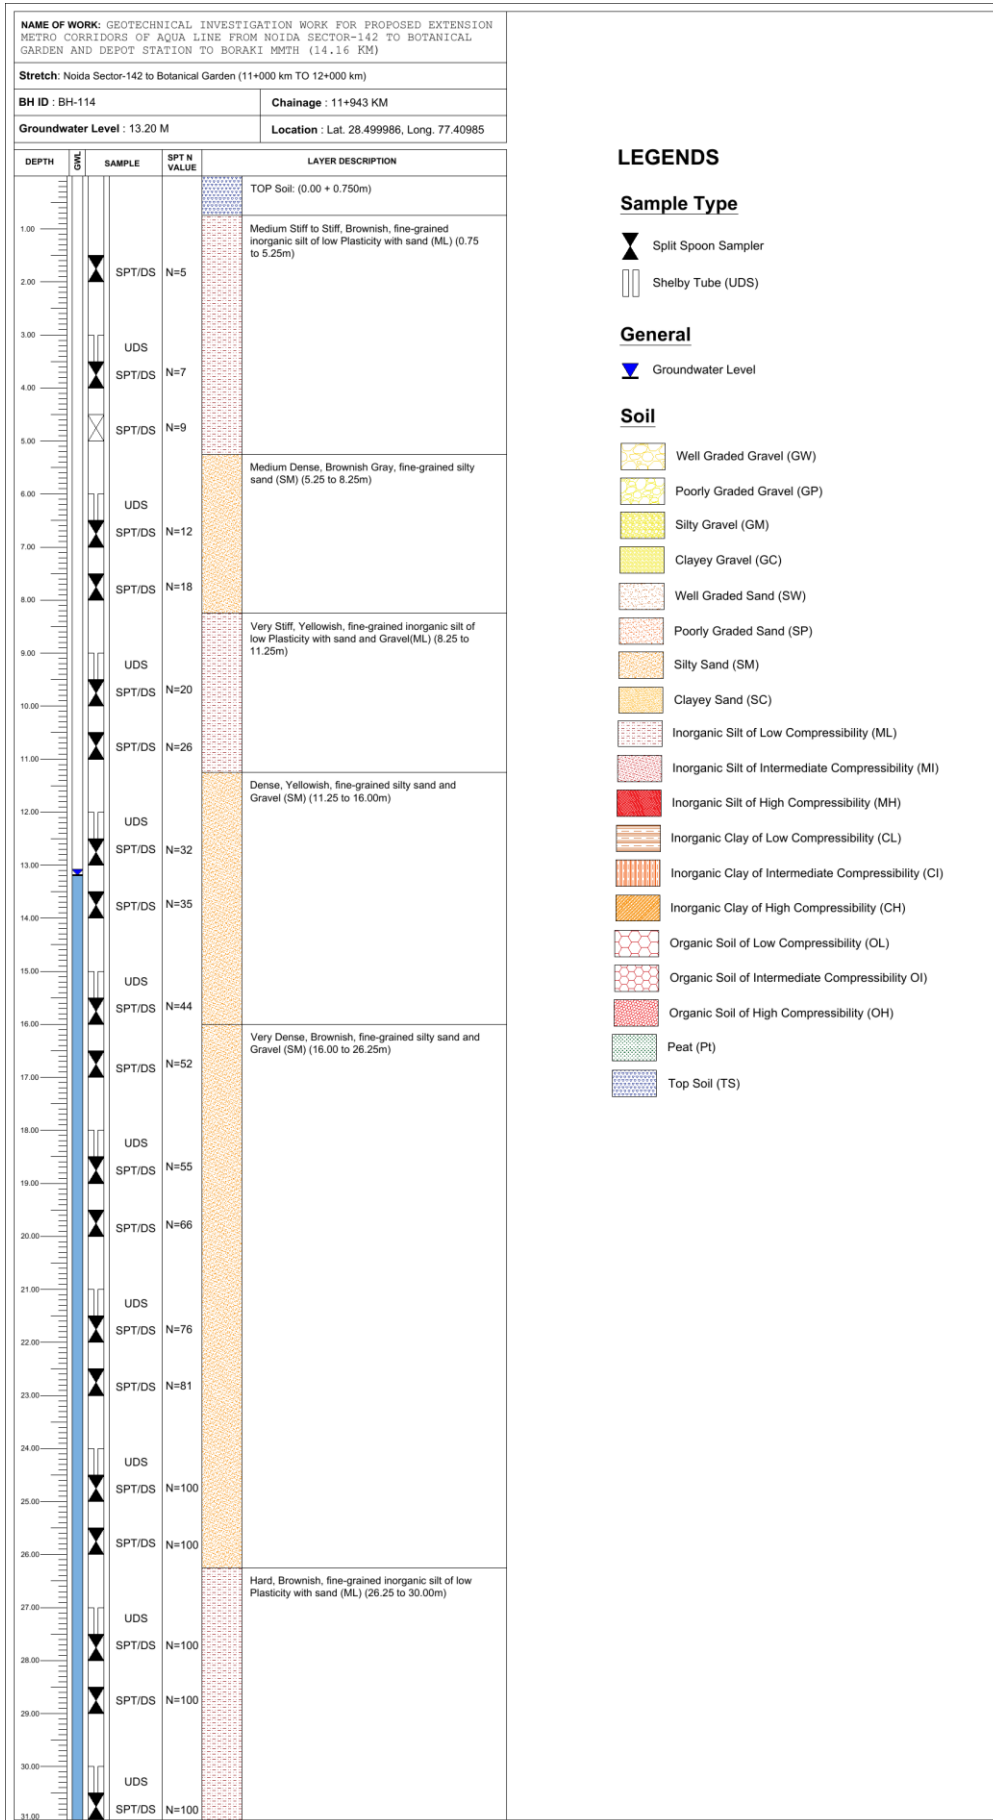 NAME OF WORK: GEOTECHNICAL INVESTIGATION WORK FOR PROPOSED EXTENSION
METRO CORRIDORS OF AQUA LINE FROM NOIDA SECTOR-142 TO BOTANICAL
GARDEN AND DEPOT STATION TO BORAKI MMTH (14.16 KM)
Stretch: Noida Sector-142 to Botanical Garden (11+000 km TO 12+000 km)
BH ID : BH-114
Chainage : 11+943 KM
Groundwater Level : 13.20 M
Location : Lat. 28.499986, Long. 77.40985
DEPTH GWL SAMPLE SPT N VALUE LAYER DESCRIPTION
TOP Soil: (0.00 + 0.750m)
1.00
Medium Stiff to Stiff, Brownish, fine-grained
inorganic silt of low Plasticity with sand (ML) (0.75
to 5.25m)
SPT/DS N=5
2.00
3.00
UDS
SPT/DS N=7
4.00
SPT/DS N=9
5.00
Medium Dense, Brownish Gray, fine-grained silty
sand (SM) (5.25 to 8.25m)
6.00
UDS
SPT/DS N=12
7.00
SPT/DS N=18
8.00
Very Stiff, Yellowish, fine-grained inorganic silt of
low Plasticity with sand and Gravel(ML) (8.25 to
11.25m)
9.00
UDS
SPT/DS N=20
10.00
SPT/DS N=26
11.00
Dense, Yellowish, fine-grained silty sand and
Gravel (SM) (11.25 to 16.00m)
12.00
UDS
SPT/DS N=32
13.00
SPT/DS N=35
14.00
15.00
UDS
SPT/DS N=44
16.00
Very Dense, Brownish, fine-grained silty sand and
Gravel (SM) (16.00 to 26.25m)
SPT/DS N=52
17.00
18.00
UDS
SPT/DS N=55
19.00
SPT/DS N=66
20.00
21.00
UDS
SPT/DS N=76
22.00
SPT/DS N=81
23.00
24.00
UDS
SPT/DS N=100
25.00
SPT/DS N=100
26.00
Hard, Brownish, fine-grained inorganic silt of low
Plasticity with sand (ML) (26.25 to 30.00m)
27.00
UDS
SPT/DS N=100
28.00
SPT/DS N=100
29.00
30.00
UDS
SPT/DS N=100
31.00
LEGENDS
Sample Type
Split Spoon Sampler
Shelby Tube (UDS)
General
Groundwater Level
Soil
Well Graded Gravel (GW)
Poorly Graded Gravel (GP)
Silty Gravel (GM)
Clayey Gravel (GC)
Well Graded Sand (SW)
Poorly Graded Sand (SP)
Silty Sand (SM)
Clayey Sand (SC)
Inorganic Silt of Low Compressibility (ML)
Inorganic Silt of Intermediate Compressibility (MI)
Inorganic Silt of High Compressibility (MH)
Inorganic Clay of Low Compressibility (CL)
Inorganic Clay of Intermediate Compressibility (CI)
Inorganic Clay of High Compressibility (CH)
Organic Soil of Low Compressibility (OL)
Organic Soil of Intermediate Compressibility OI)
Organic Soil of High Compressibility (OH)
Peat (Pt)
Top Soil (TS)